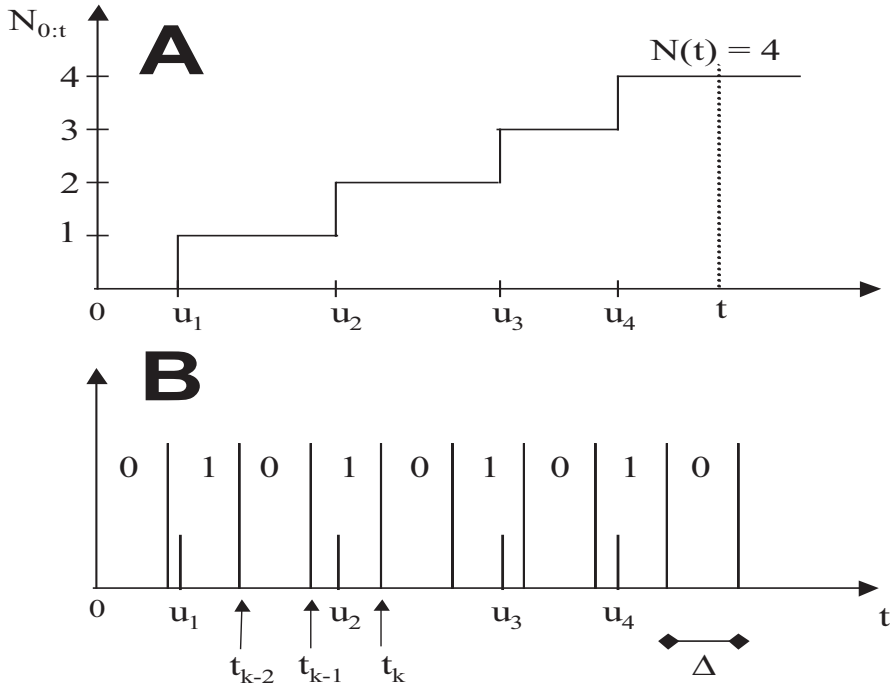 N0:t
A
N(t) = 4
4
3
2
1
0 u1 u2 u3 u4 t
B
0 1 0 1 0 1 0 1 0
0 u1 u2 u3 u4 t
tk-2 tk-1 tk Δ